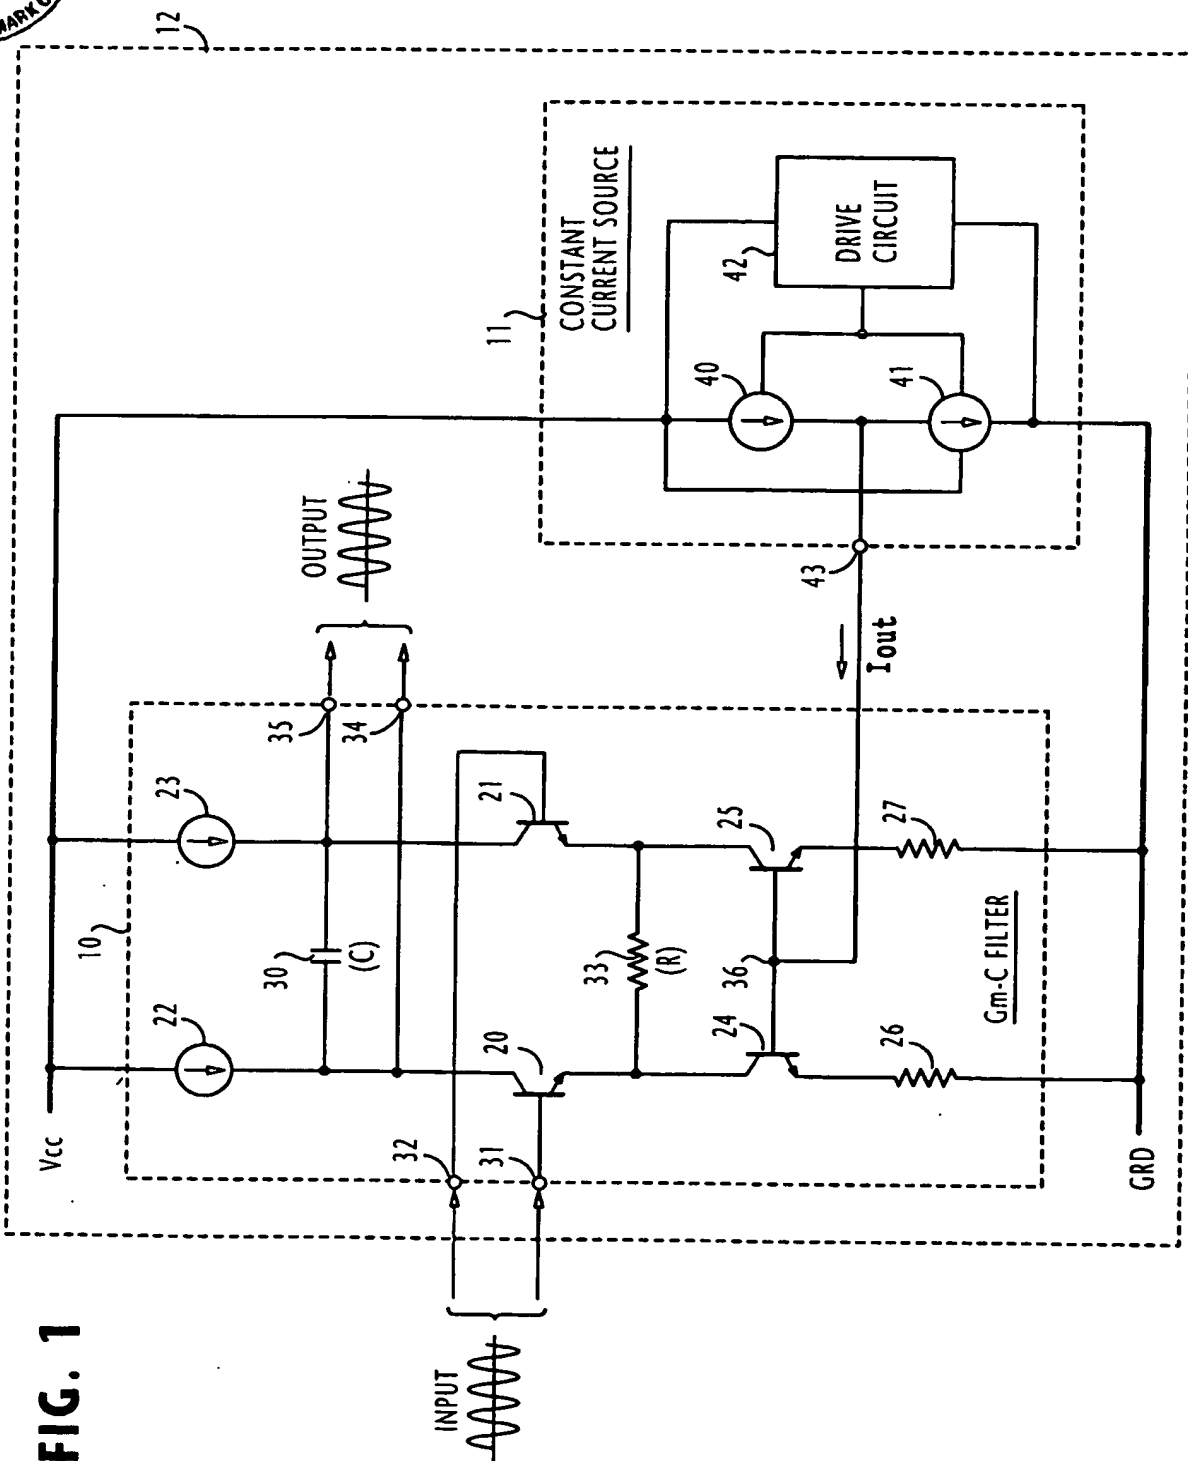 FIG. 1
12
Vcc
10
22
23
30
(C)
35
34
OUTPUT
INPUT
32
31
20
21
33
(R)
36
24
25
26
27
Gm-C FILTER
GRD
43
Iout
11
CONSTANT
CURRENT SOURCE
40
41
42
DRIVE
CIRCUIT